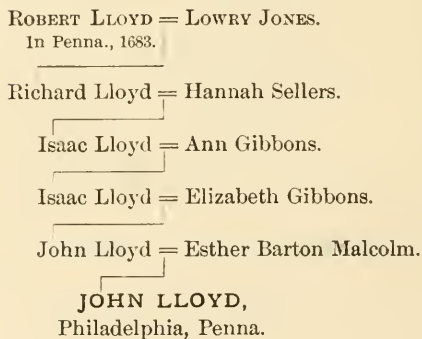 ROBERT LLOYD = LOWRY JONES.
In Penna., 1683.
Richard Lloyd = Hannah Sellers.
Isaac Lloyd = Ann Gibbons.
Isaac Lloyd = Elizabeth Gibbons.
John Lloyd = Esther Barton Malcolm.
JOHN LLOYD,
Philadelphia, Penna.